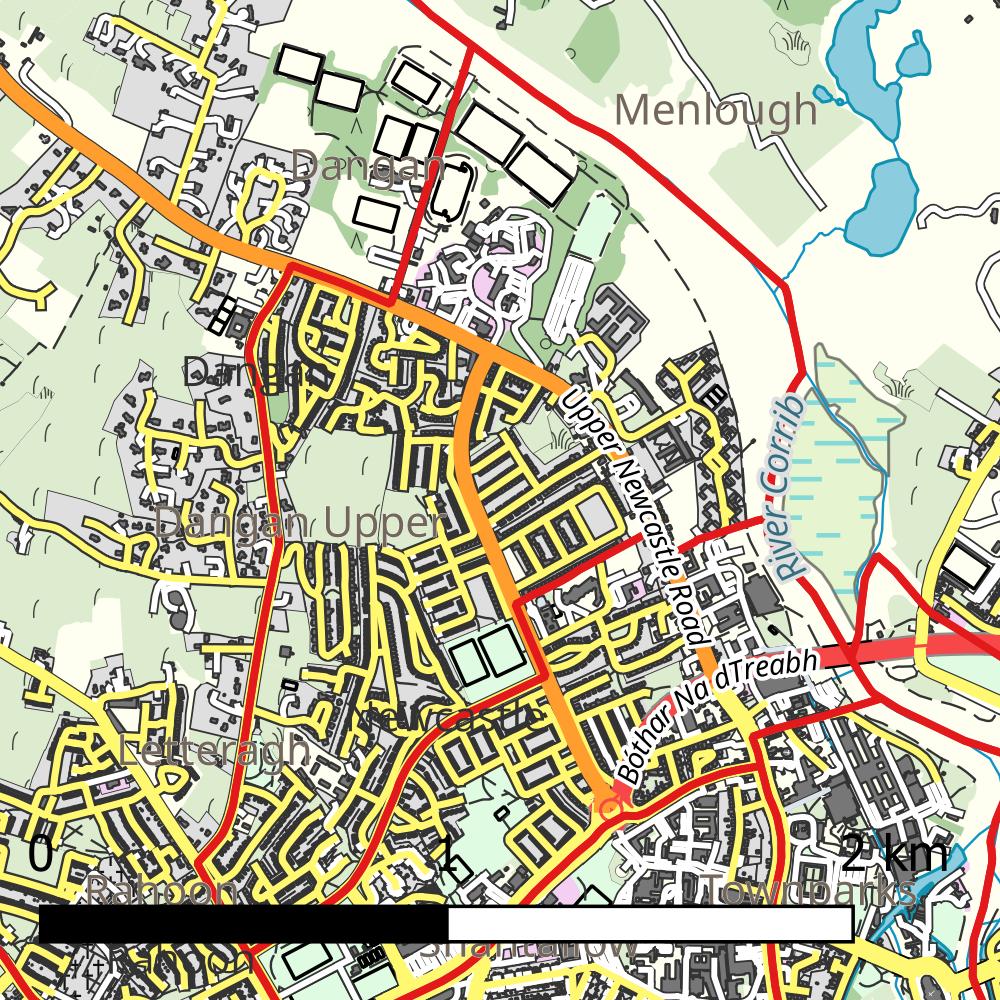 Menlough
Dangan
Dangan
Upper Newcastle Road
River Corrib
Dangan Upper
Bóthar Na dTreabh
Newcastle
Letteragh
0 1 2 km
Rahoon
Townparks
Shantallow
Rahoon